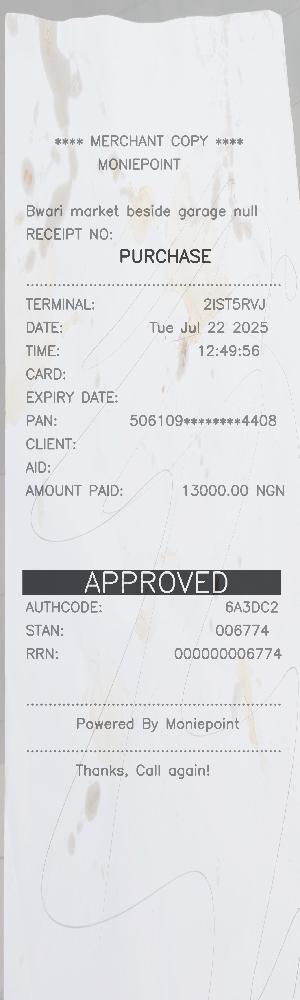 **** MERCHANT COPY ****
MONIEPOINT
Bwari market beside garage null
RECEIPT NO:
PURCHASE
TERMINAL: 2IST5RVJ
DATE: Tue Jul 22 2025
TIME: 12:49:56
CARD:
EXPIRY DATE:
PAN: 506109********4408
CLIENT:
AID:
AMOUNT PAID: 13000.00 NGN
APPROVED
AUTHCODE: 6A3DC2
STAN: 006774
RRN: 000000006774
Powered By Moniepoint
Thanks, Call again!